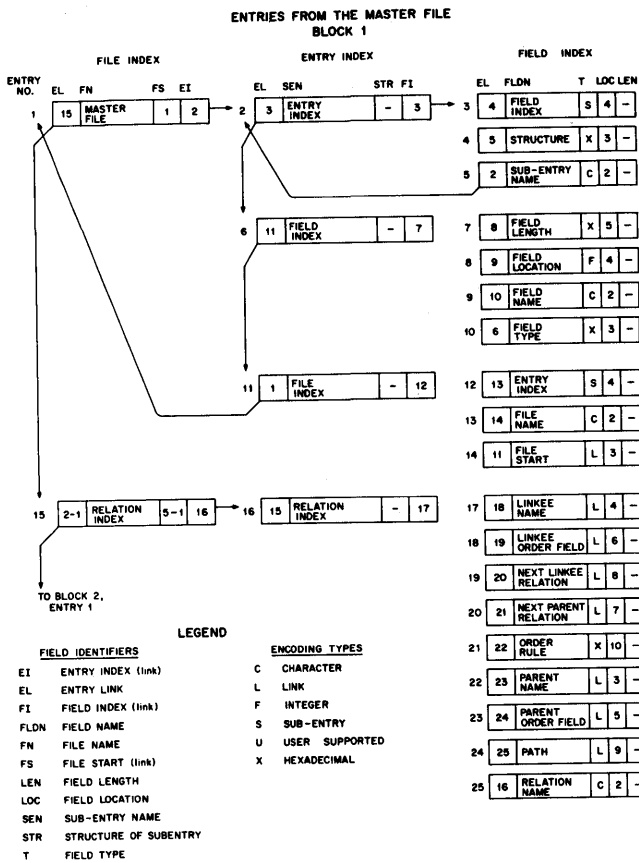 ENTRIES FROM THE MASTER FILE
BLOCK 1
FILE INDEX ENTRY INDEX FIELD INDEX
ENTRY NO. EL FN FS EI EL SEN STR FI EL FLDN T LOC LEN
1 15 MASTER FILE 1 2 2 3 ENTRY INDEX - 3 3 4 FIELD INDEX S 4 -
4 5 STRUCTURE X 3 -
5 2 SUB-ENTRY NAME C 2 -
6 11 FIELD INDEX - 7 7 8 FIELD LENGTH X 5 -
8 9 FIELD LOCATION F 4 -
9 10 FIELD NAME C 2 -
10 6 FIELD TYPE X 3 -
11 1 FILE INDEX - 12 12 13 ENTRY INDEX S 4 -
13 14 FILE NAME C 2 -
14 11 FILE START L 3 -
15 2-1 RELATION INDEX 5-1 16 16 15 RELATION INDEX - 17 17 18 LINKEE NAME L 4 -
18 19 LINKEE ORDER FIELD L 6 -
19 20 NEXT LINKEE RELATION L 8 -
20 21 NEXT PARENT RELATION L 7 -
21 22 ORDER RULE X 10 -
22 23 PARENT NAME L 3 -
23 24 PARENT ORDER FIELD L 5 -
24 25 PATH L 9 -
25 16 RELATION NAME C 2 -
TO BLOCK 2,
ENTRY 1
LEGEND
FIELD IDENTIFIERS
EI ENTRY INDEX (link)
EL ENTRY LINK
FI FIELD INDEX (link)
FLDN FIELD NAME
FN FILE NAME
FS FILE START (link)
LEN FIELD LENGTH
LOC FIELD LOCATION
SEN SUB-ENTRY NAME
STR STRUCTURE OF SUBENTRY
T FIELD TYPE
ENCODING TYPES
C CHARACTER
L LINK
F INTEGER
S SUB-ENTRY
U USER SUPPORTED
X HEXADECIMAL